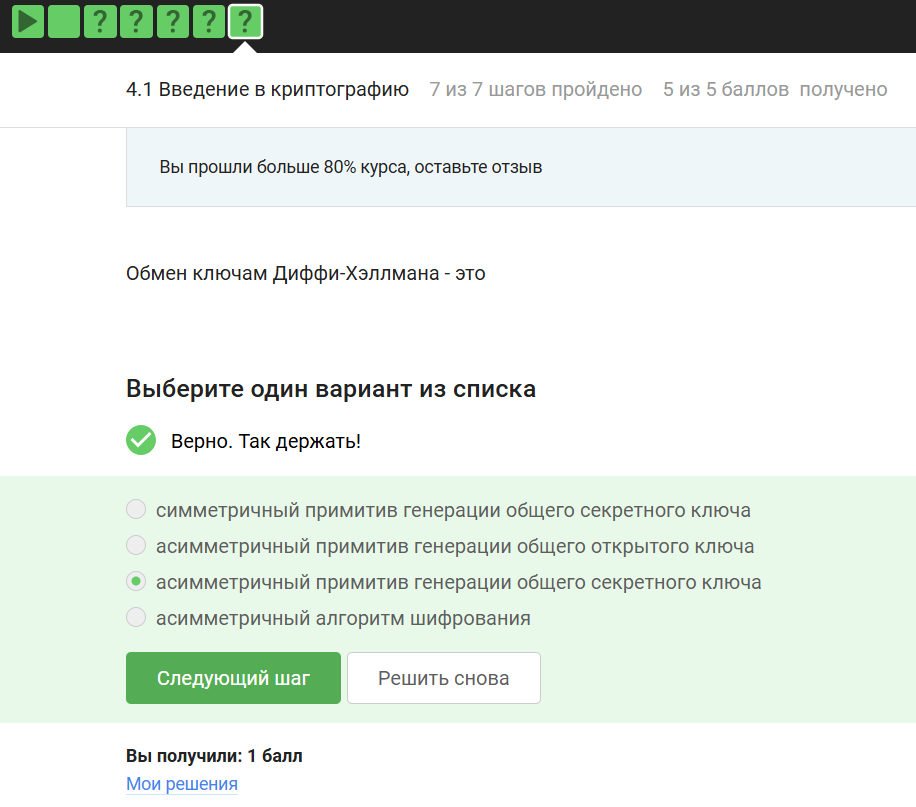 ? ? ? ? ?
4.1 Введение в криптографию 7 из 7 шагов пройдено 5 из 5 баллов получено
Вы прошли больше 80% курса, оставьте отзыв
Обмен ключам Диффи-Хэллмана - это
Выберите один вариант из списка
Верно. Так держать!
симметричный примитив генерации общего секретного ключа
асимметричный примитив генерации общего открытого ключа
асимметричный примитив генерации общего секретного ключа
асимметричный алгоритм шифрования
Следующий шаг Решить снова
Вы получили: 1 балл
Мои решения